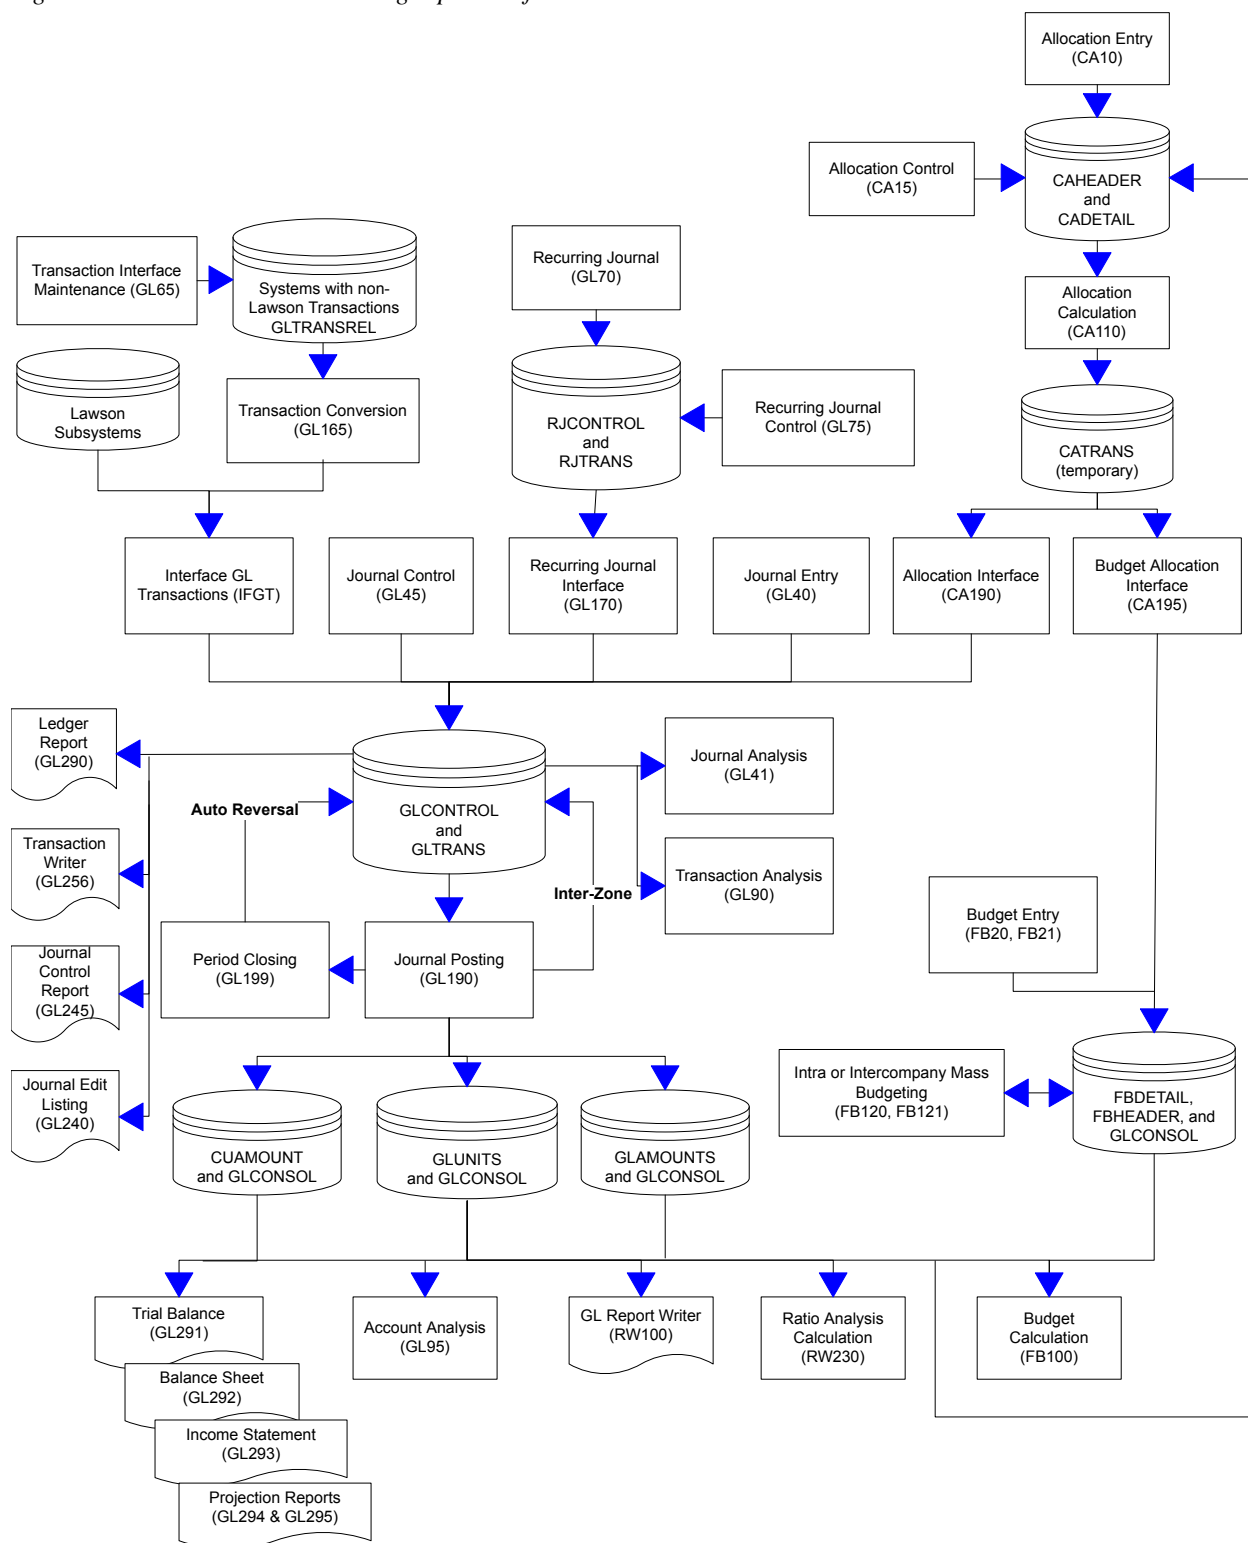 Allocation Entry
(CA10)
Allocation Control
(CA15)
CAHEADER
and
CADETAIL
Transaction Interface
Maintenance (GL65)
Systems with non-
Lawson Transactions
GLTRANSREL
Recurring Journal
(GL70)
Allocation
Calculation
(CA110)
Lawson
Subsystems
Transaction Conversion
(GL165)
RJCONTROL
and
RJTRANS
Recurring Journal
Control (GL75)
CATRANS
(temporary)
Interface GL
Transactions (IFGT)
Journal Control
(GL45)
Recurring Journal
Interface
(GL170)
Journal Entry
(GL40)
Allocation Interface
(CA190)
Budget Allocation
Interface
(CA195)
Ledger
Report
(GL290)
Journal Analysis
(GL41)
Auto Reversal
GLCONTROL
and
GLTRANS
Transaction
Writer
(GL256)
Inter-Zone
Transaction Analysis
(GL90)
Budget Entry
(FB20, FB21)
Journal
Control
Report
(GL245)
Period Closing
(GL199)
Journal Posting
(GL190)
Journal Edit
Listing
(GL240)
Intra or Intercompany Mass
Budgeting
(FB120, FB121)
FBDETAIL,
FBHEADER, and
GLCONSOL
CUAMOUNT
and GLCONSOL
GLUNITS
and GLCONSOL
GLAMOUNTS
and GLCONSOL
Trial Balance
(GL291)
Account Analysis
(GL95)
GL Report Writer
(RW100)
Ratio Analysis
Calculation
(RW230)
Budget
Calculation
(FB100)
Balance Sheet
(GL292)
Income Statement
(GL293)
Projection Reports
(GL294 & GL295)